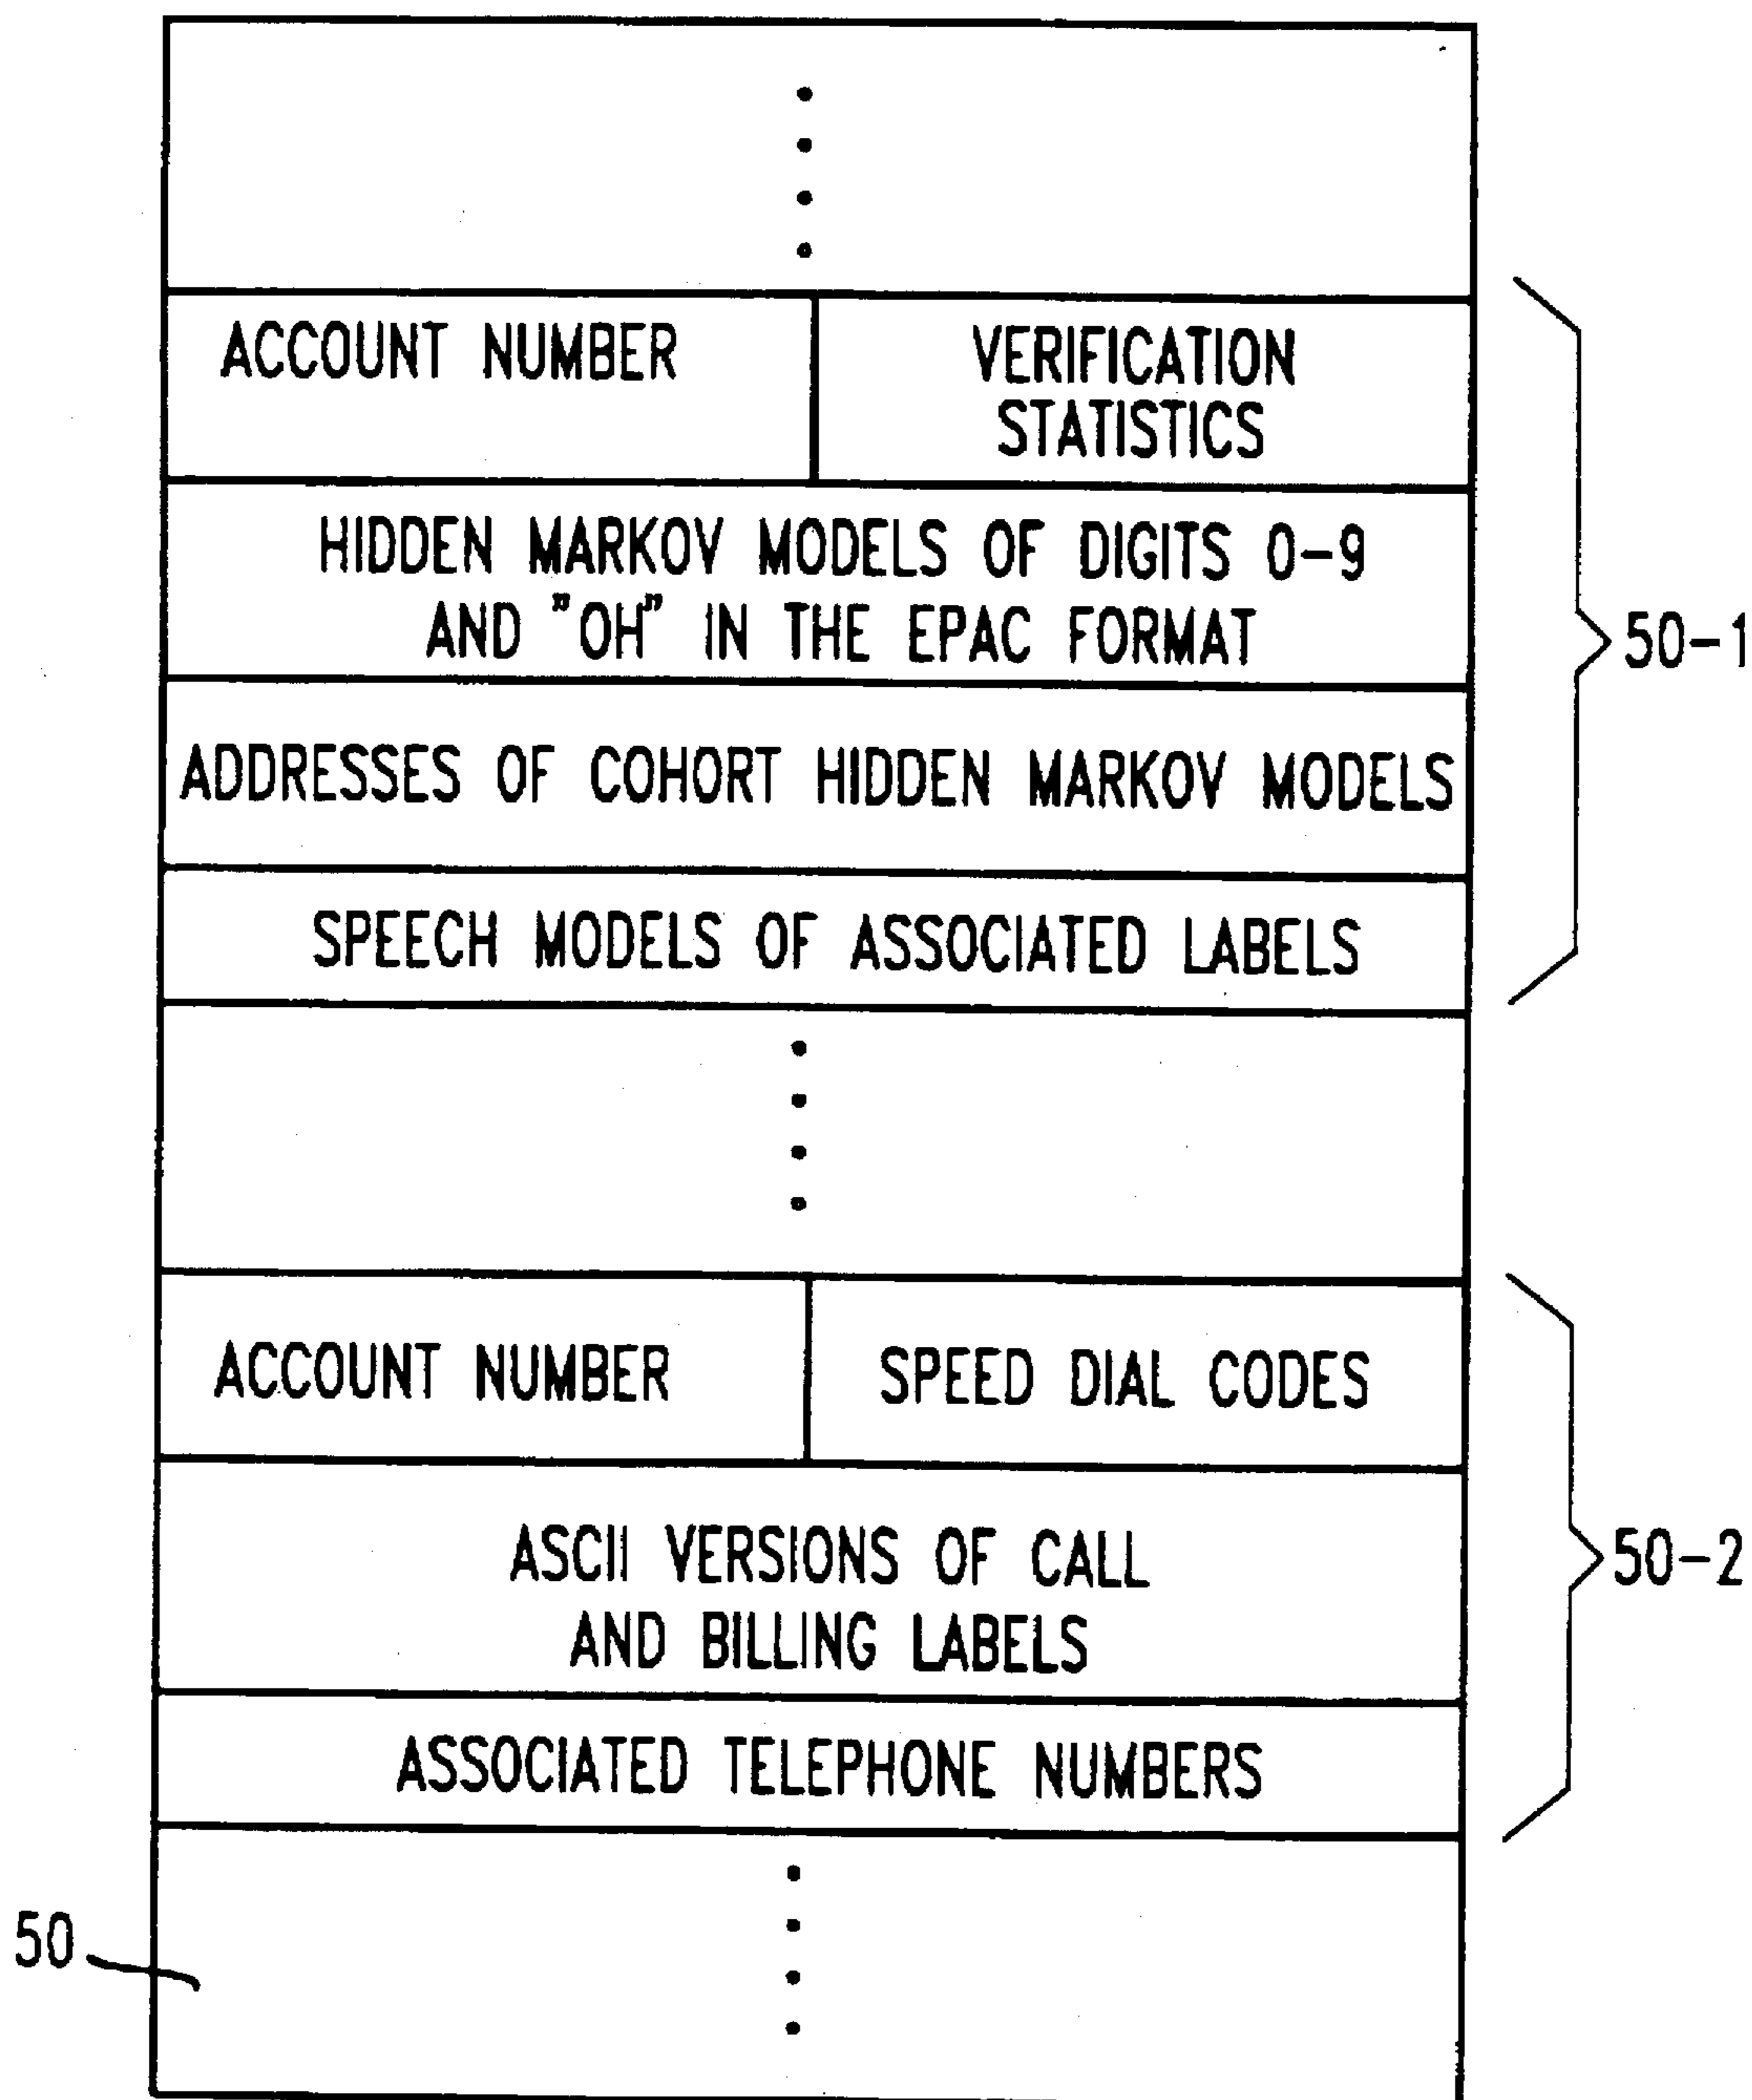 ACCOUNT NUMBER
VERIFICATION
STATISTICS
HIDDEN MARKOV MODELS OF DIGITS 0-9
AND "OH" IN THE EPAC FORMAT
50-1
ADDRESSES OF COHORT HIDDEN MARKOV MODELS
SPEECH MODELS OF ASSOCIATED LABELS
ACCOUNT NUMBER
SPEED DIAL CODES
ASCII VERSIONS OF CALL
AND BILLING LABELS
50-2
ASSOCIATED TELEPHONE NUMBERS
50